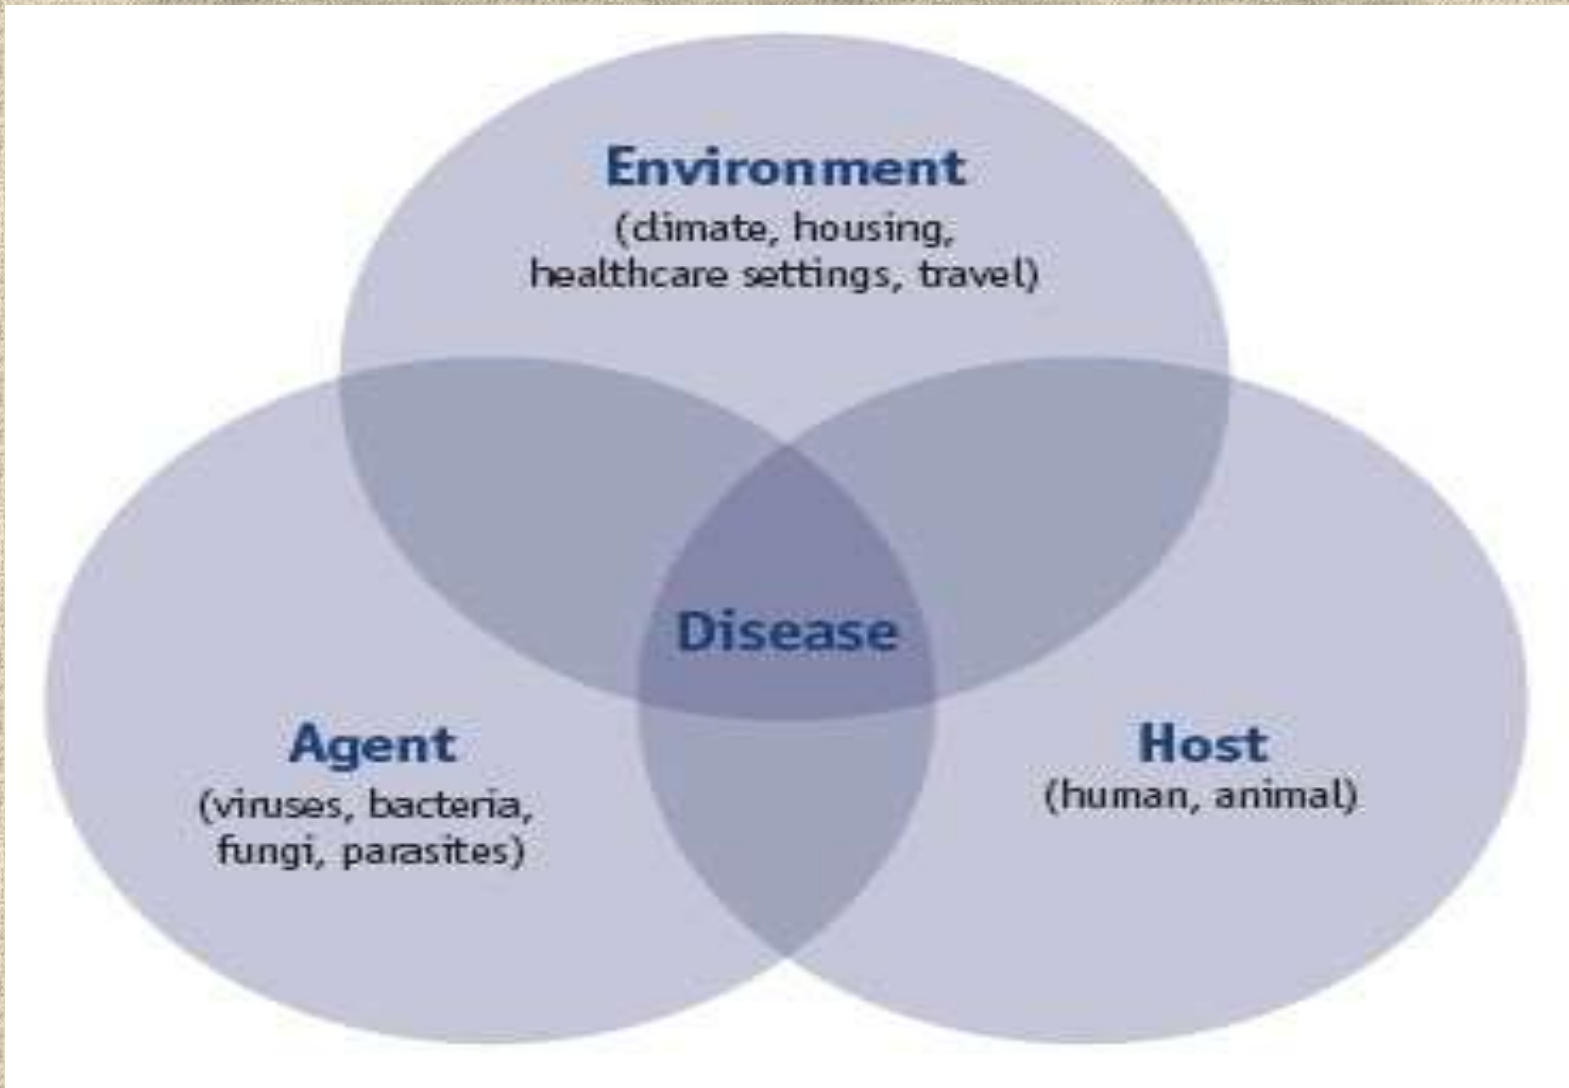 Environment
(climate, housing,
healthcare settings, travel)
Disease
Agent
(viruses, bacteria,
fungi, parasites)
Host
(human, animal)